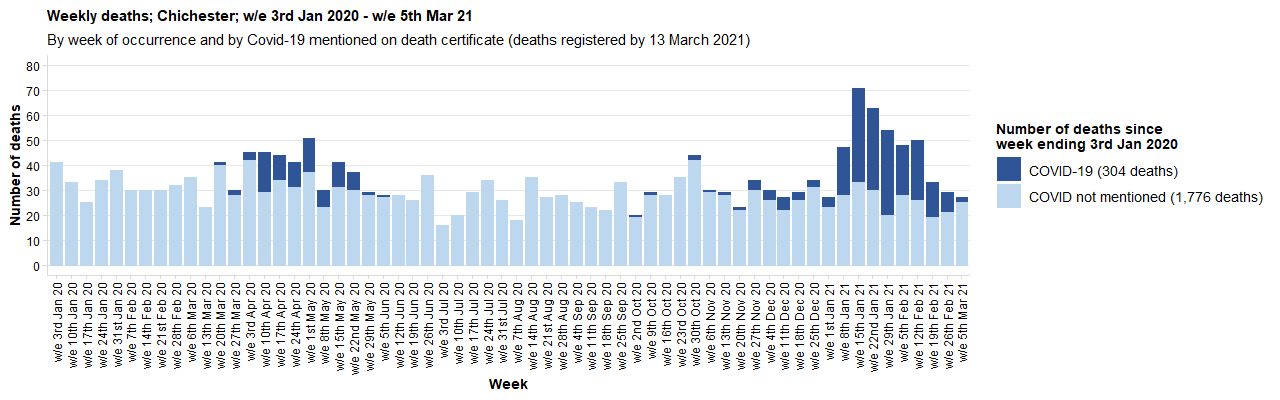 Weekly deaths; Chichester; w/e 3rd Jan 2020 - w/e 5th Mar 21
By week of occurrence and by Covid-19 mentioned on death certificate (deaths registered by 13 March 2021)
Number of deaths
80
70
60
50
40
30
20
10
0
w/e 3rd Jan 20
w/e 10th Jan 20
w/e 17th Jan 20
w/e 24th Jan 20
w/e 31st Jan 20
w/e 7th Feb 20
w/e 14th Feb 20
w/e 21st Feb 20
w/e 28th Feb 20
w/e 6th Mar 20
w/e 13th Mar 20
w/e 20th Mar 20
w/e 27th Mar 20
w/e 3rd Apr 20
w/e 10th Apr 20
w/e 17th Apr 20
w/e 24th Apr 20
w/e 1st May 20
w/e 8th May 20
w/e 15th May 20
w/e 22nd May 20
w/e 29th May 20
w/e 5th Jun 20
w/e 12th Jun 20
w/e 19th Jun 20
w/e 26th Jun 20
w/e 3rd Jul 20
w/e 10th Jul 20
w/e 17th Jul 20
w/e 24th Jul 20
w/e 31st Jul 20
w/e 7th Aug 20
w/e 14th Aug 20
w/e 21st Aug 20
w/e 28th Aug 20
w/e 4th Sep 20
w/e 11th Sep 20
w/e 18th Sep 20
w/e 25th Sep 20
w/e 2nd Oct 20
w/e 9th Oct 20
w/e 16th Oct 20
w/e 23rd Oct 20
w/e 30th Oct 20
w/e 6th Nov 20
w/e 13th Nov 20
w/e 20th Nov 20
w/e 27th Nov 20
w/e 4th Dec 20
w/e 11th Dec 20
w/e 18th Dec 20
w/e 25th Dec 20
w/e 1st Jan 21
w/e 8th Jan 21
w/e 15th Jan 21
w/e 22nd Jan 21
w/e 29th Jan 21
w/e 5th Feb 21
w/e 12th Feb 21
w/e 19th Feb 21
w/e 26th Feb 21
w/e 5th Mar 21
Week
Number of deaths since
week ending 3rd Jan 2020
COVID-19 (304 deaths)
COVID not mentioned (1,776 deaths)